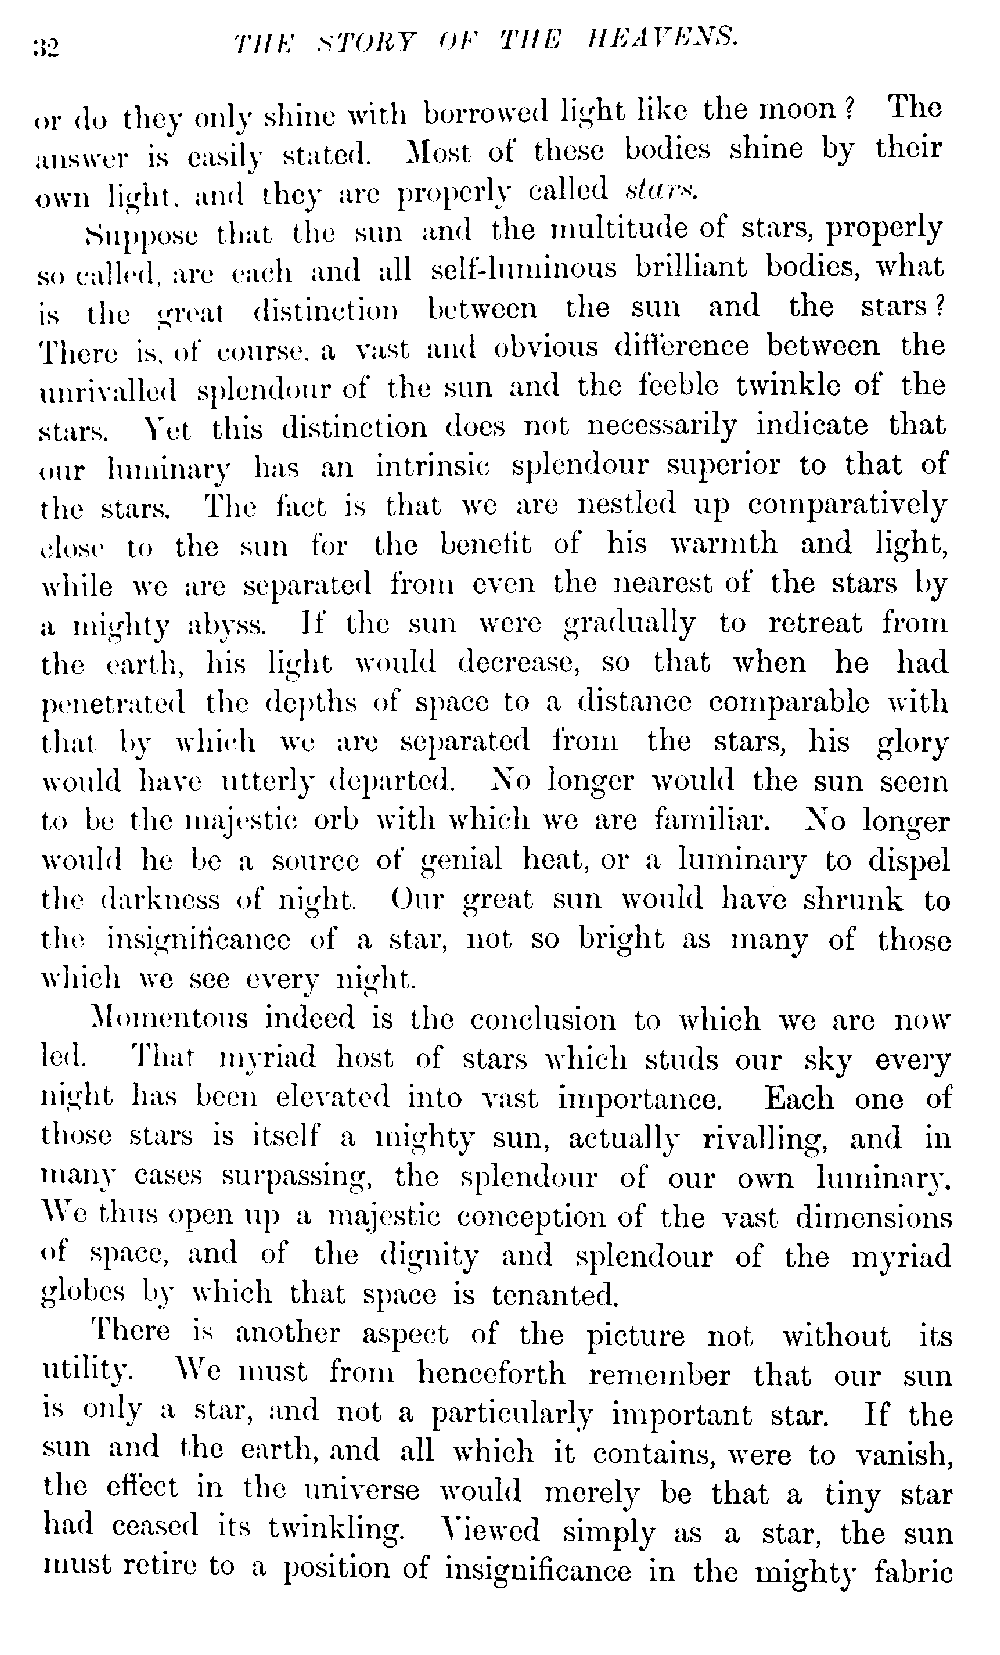 32 THE STORY OF THE HEAVENS.
or do they only shine with borrowed light like the moon? The
answer is easily stated. Most of these bodies shine by their
own light, and they are properly called stars.
Suppose that the sun and the multitude of stars, properly
so called, are each and all self-luminous brilliant bodies, what
is the great distinction between the sun and the stars?
There is, of course, a vast and obvious difference between the
unrivalled splendour of the sun and the feeble twinkle of the
stars. Yet this distinction does not necessarily indicate that
our luminary has an intrinsic splendour superior to that of
the stars. The fact is that we are nestled up comparatively
close to the sun for the benefit of his warmth and light,
while we are separated from even the nearest of the stars by
a mighty abyss. If the sun were gradually to retreat from
the earth, his light would decrease, so that when he had
penetrated the depths of space to a distance comparable with
that by which we are separated from the stars, his glory
would have utterly departed. No longer would the sun seem
to be the majestic orb with which we are familiar. No longer
would he be a source of genial heat, or a luminary to dispel
the darkness of night. Our great sun would have shrunk to
the insignificance of a star, not so bright as many of those
which we see every night.
Momentous indeed is the conclusion to which we are now
led. That myriad host of stars which studs our sky every
night has been elevated into vast importance. Each one of
those stars is itself a mighty sun, actually rivalling, and in
many cases surpassing, the splendour of our own luminary.
We thus open up a majestic conception of the vast dimensions
of space, and of the dignity and splendour of the myriad
globes by which that space is tenanted.
There is another aspect of the picture not without its
utility. We must from henceforth remember that our sun
is only a star, and not a particularly important star. If the
sun and the earth, and all which it contains, were to vanish,
the effect in the universe would merely be that a tiny star
had ceased its twinkling. Viewed simply as a star, the sun
must retire to a position of insignificance in the mighty fabric